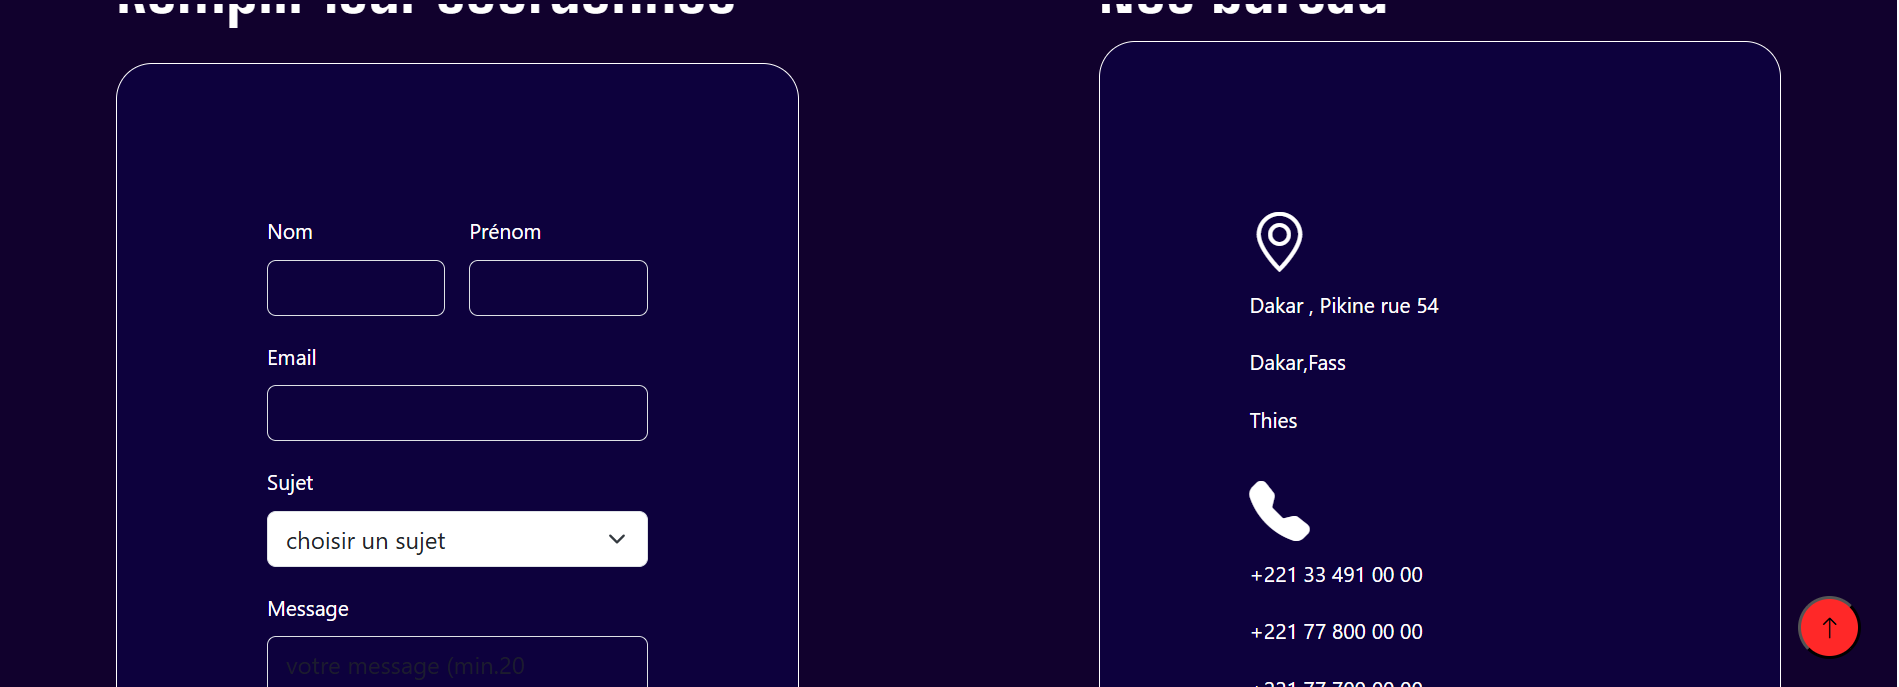 Nom
Prénom
Email
Sujet
choisir un sujet
Message
votre message (min.20
Dakar , Pikine rue 54
Dakar,Fass
Thies
+221 33 491 00 00
+221 77 800 00 00